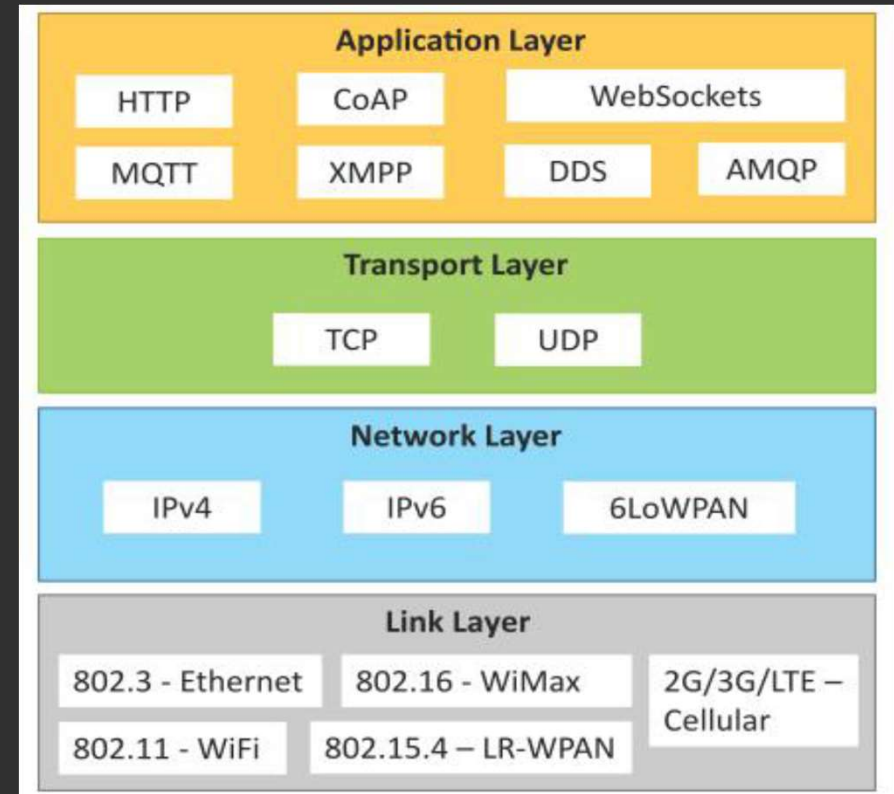 Application Layer
HTTP
CoAP
WebSockets
MQTT
XMPP
DDS
AMQP
Transport Layer
TCP
UDP
Network Layer
IPv4
IPv6
6LoWPAN
Link Layer
802.3 - Ethernet
802.16 - WiMax
2G/3G/LTE –
Cellular
802.11 - WiFi
802.15.4 – LR-WPAN